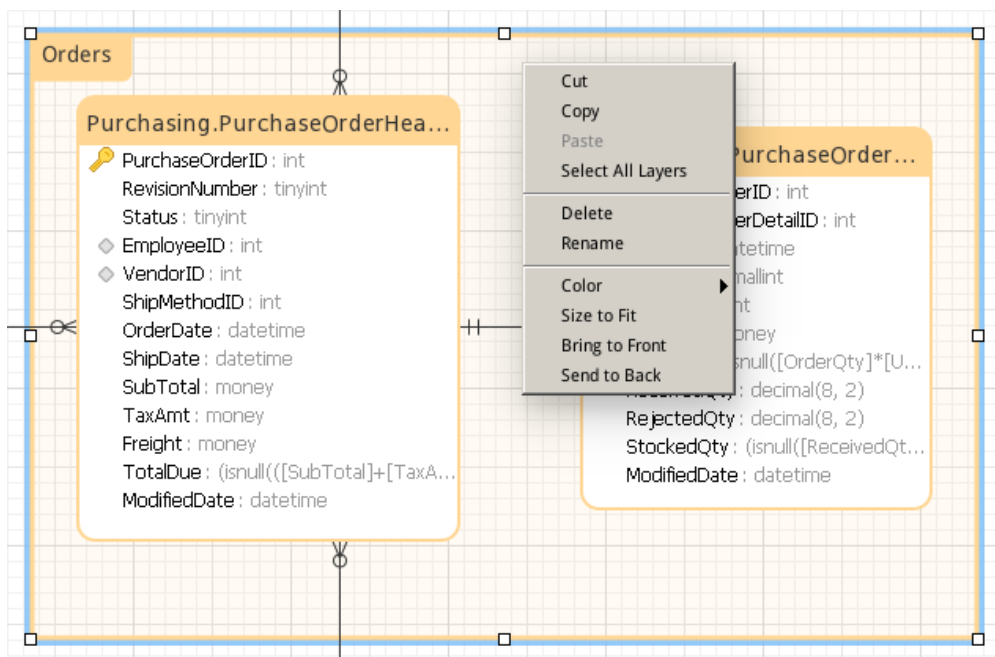 Orders
Purchasing.PurchaseOrderHea...
PurchaseOrderID : int
RevisionNumber : tinyint
Status : tinyint
EmployeeID : int
VendorID : int
ShipMethodID : int
OrderDate : datetime
ShipDate : datetime
SubTotal : money
TaxAmt : money
Freight : money
TotalDue : (isnull(([SubTotal]+[TaxA...
ModifiedDate : datetime
Cut
Copy
Paste
Select All Layers
Delete
Rename
Color
Size to Fit
Bring to Front
Send to Back
PurchaseOrder...
erID : int
erDetailID : int
tetime
mallint
nt
oney
snull([OrderQty]*[U...
: decimal(8, 2)
RejectedQty : decimal(8, 2)
StockedQty : (isnull([ReceivedQt...
ModifiedDate : datetime